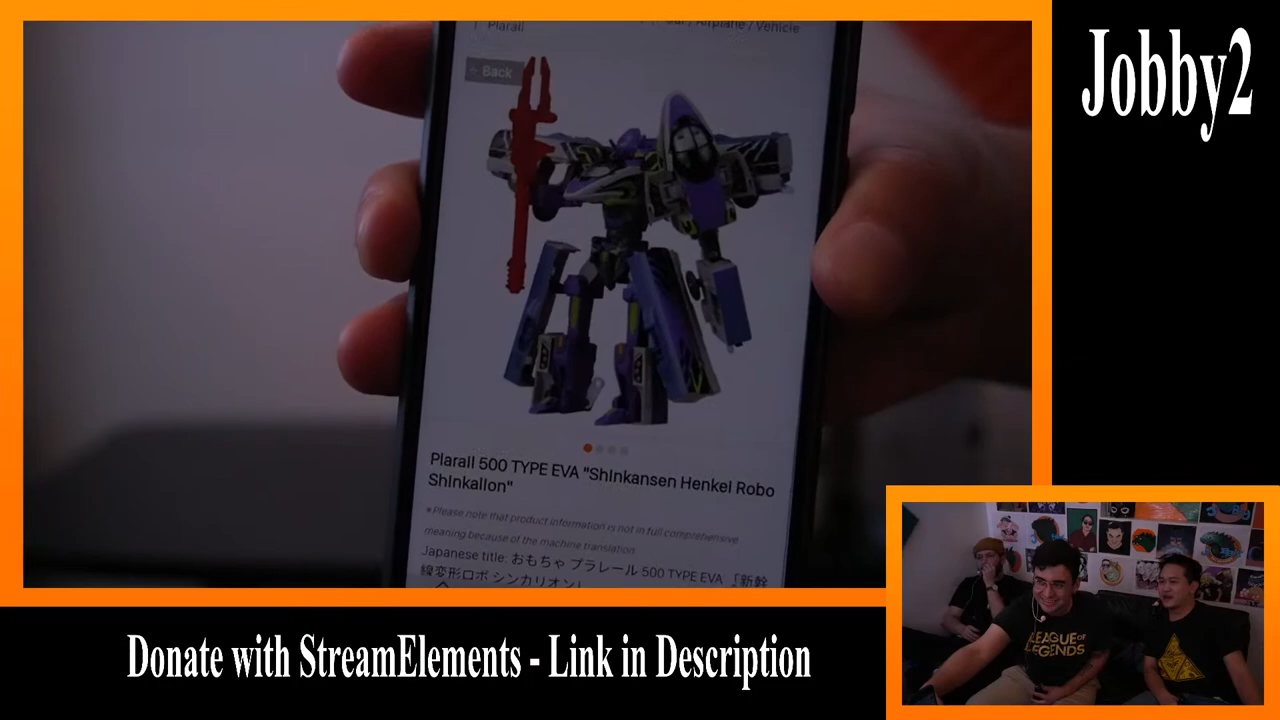 Plarail
Car / Airplane / Vehicle
Jobby2
← Back
Plarail 500 TYPE EVA "Shinkansen Henkei Robo
Shinkalion"
*Please note that product information is not in full comprehensive
meaning because of the machine translation
Japanese title: おもちゃ プラレール 500 TYPE EVA 「新幹
線変形ロボ シンカリオン」
LEAGUE OF
LEGENDS
Donate with StreamElements - Link in Description